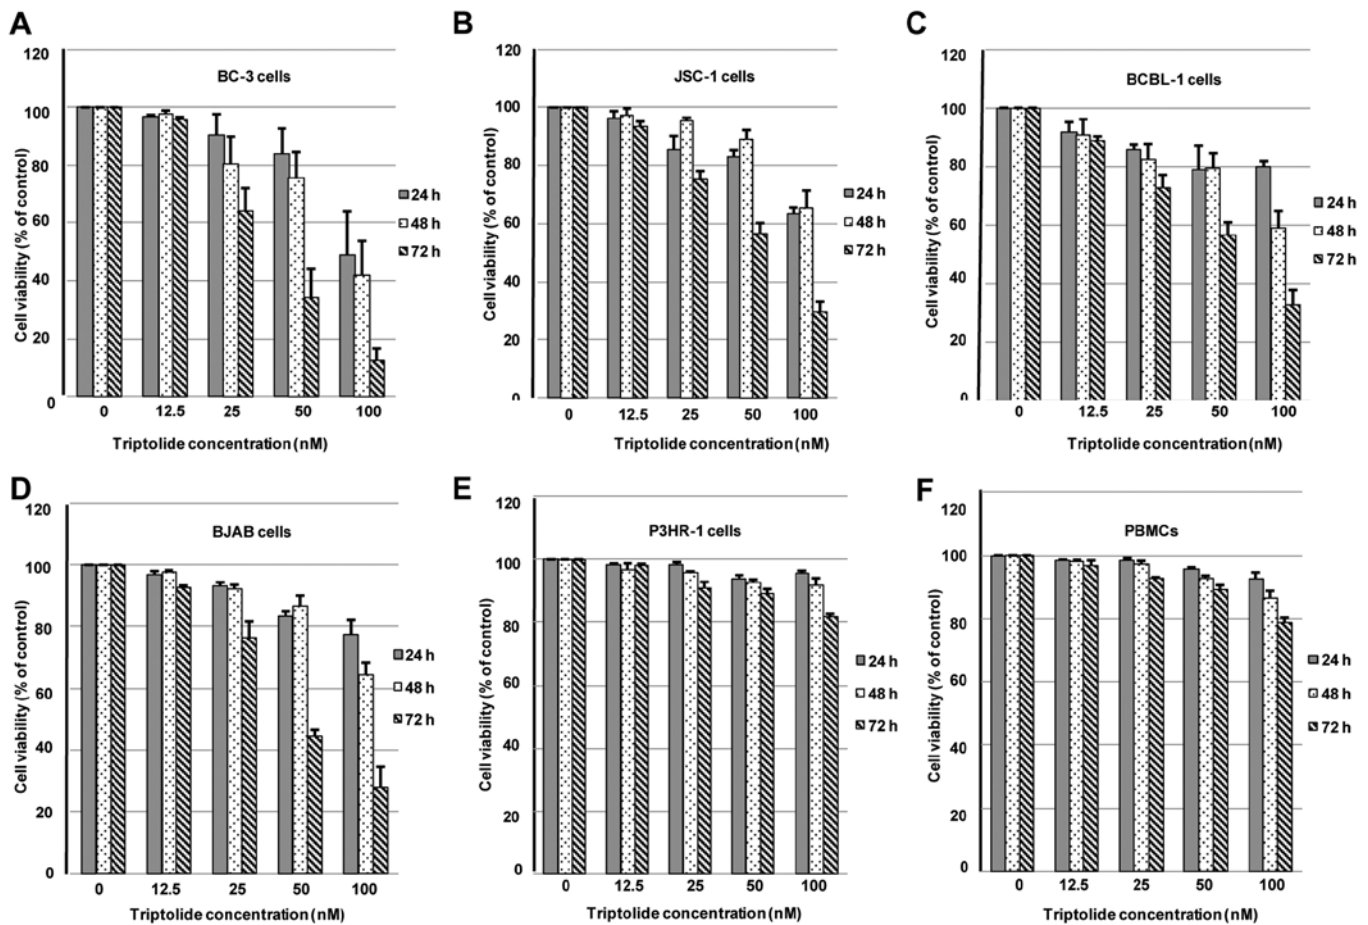 A
120
BC-3 cells
100
80
60
40
20
0
Cell viability (% of control)
24 h
48 h
72 h
0 12.5 25 50 100
Triptolide concentration (nM)
B
120
JSC-1 cells
100
80
60
40
20
0
Cell viability (% of control)
24 h
48 h
72 h
0 12.5 25 50 100
Triptolide concentration (nM)
C
120
BCBL-1 cells
100
80
60
40
20
0
Cell viability (% of control)
24 h
48 h
72 h
0 12.5 25 50 100
Triptolide concentration (nM)
D
120
BJAB cells
100
80
60
40
20
0
Cell viability (% of control)
24 h
48 h
72 h
0 12.5 25 50 100
Triptolide concentration (nM)
E
120
P3HR-1 cells
100
80
60
40
20
0
Cell viability (% of control)
24 h
48 h
72 h
0 12.5 25 50 100
Triptolide concentration (nM)
F
120
PBMCs
100
80
60
40
20
0
Cell viability (% of control)
24 h
48 h
72 h
0 12.5 25 50 100
Triptolide concentration (nM)